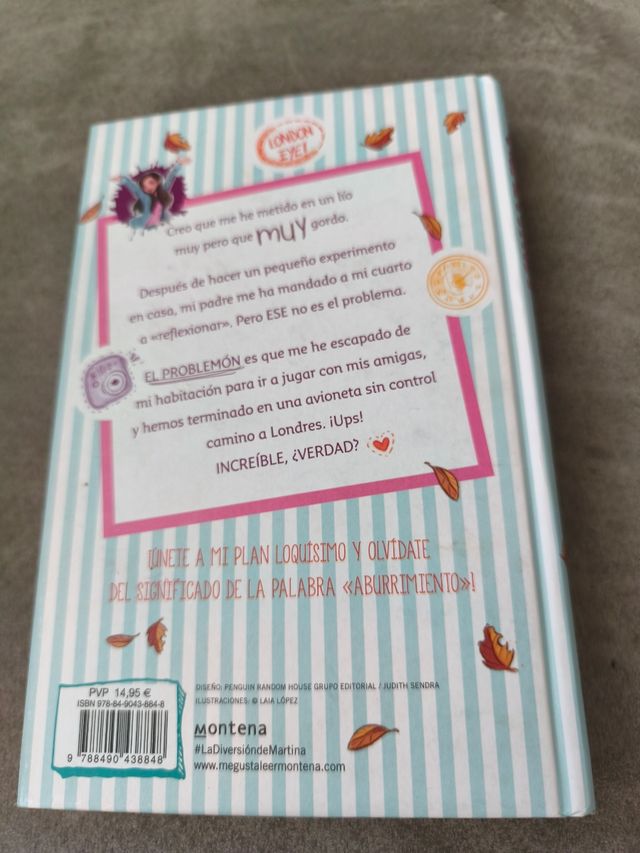 LONDON
EYE!
Creo que me he metido en un lío
muy pero que MUY gordo.
Después de hacer un pequeño experimento
en casa, mi padre me ha mandado a mi cuarto
a «reflexionar». Pero ESE no es el problema.
EL PROBLEMÓN es que me he escapado de
mi habitación para ir a jugar con mis amigas,
y hemos terminado en una avioneta sin control
camino a Londres. ¡Ups!
INCREÍBLE, ¿VERDAD?
¡ÚNETE A MI PLAN LOQUÍSIMO Y OLVÍDATE
DEL SIGNIFICADO DE LA PALABRA «ABURRIMIENTO»!
PVP 14,95 €
ISBN 978-84-9043-884-8
9 788490 438848
DISEÑO: PENGUIN RANDOM HOUSE GRUPO EDITORIAL / JUDITH SENDRA
ILUSTRACIONES: © LAIA LÓPEZ
montena
#LaDiversióndeMartina
www.megustaleermontena.com